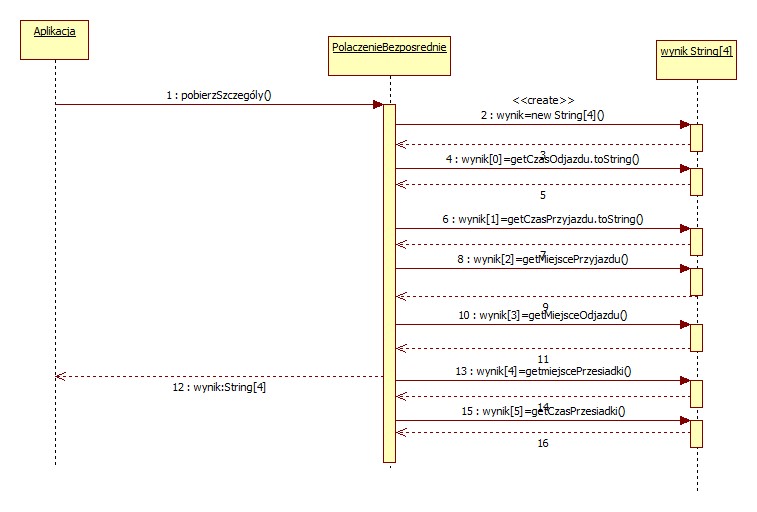 Aplikacja
PolaczenieBezposrednie
wynik String[4]
1 : pobierzSzczegóły()
<<create>>
2 : wynik=new String[4]()
3
4 : wynik[0]=getCzasOdjazdu.toString()
5
6 : wynik[1]=getCzasPrzyjazdu.toString()
7
8 : wynik[2]=getMiejscePrzyjazdu()
9
10 : wynik[3]=getMiejsceOdjazdu()
11
12 : wynik:String[4]
13 : wynik[4]=getmiejscePrzesiadki()
14
15 : wynik[5]=getCzasPrzesiadki()
16